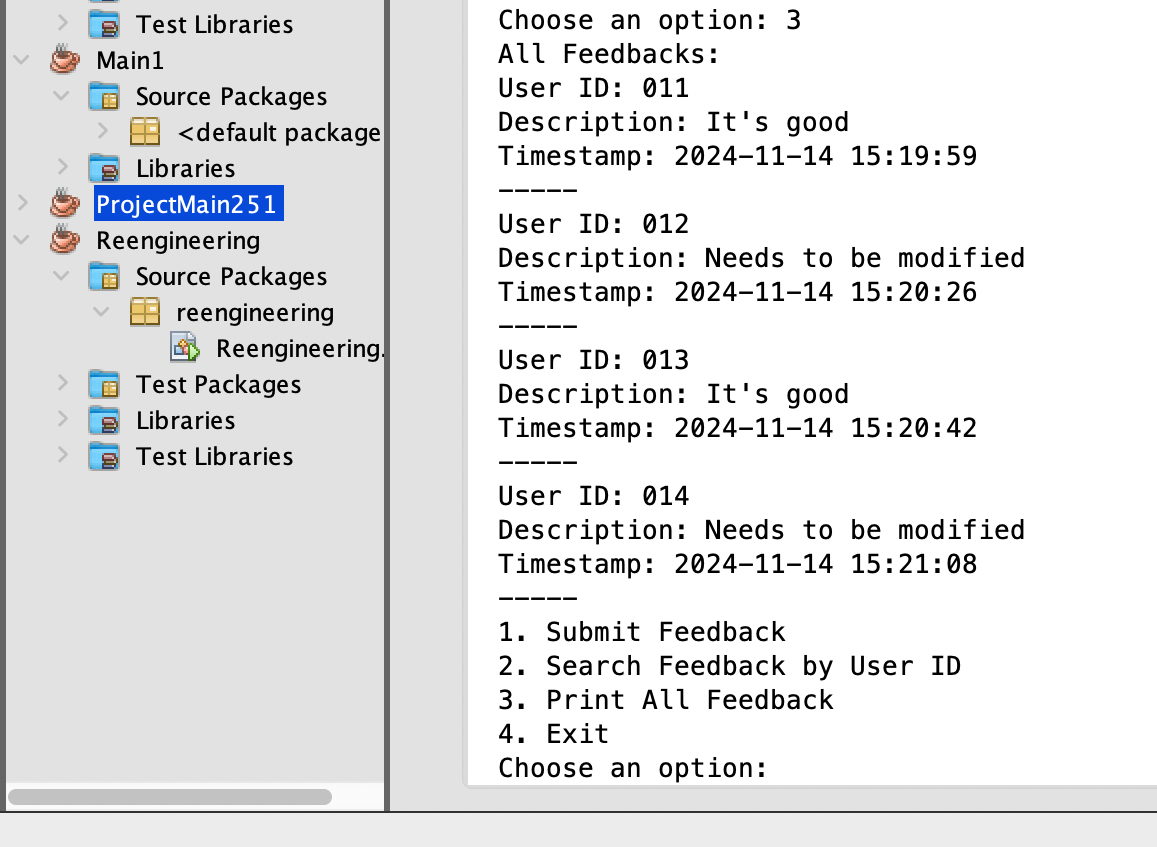 Test Libraries
Main1
Source Packages
<default package
Libraries
ProjectMain251
Reengineering
Source Packages
reengineering
Reengineering.
Test Packages
Libraries
Test Libraries
Choose an option: 3
All Feedbacks:
User ID: 011
Description: It's good
Timestamp: 2024-11-14 15:19:59
-----
User ID: 012
Description: Needs to be modified
Timestamp: 2024-11-14 15:20:26
-----
User ID: 013
Description: It's good
Timestamp: 2024-11-14 15:20:42
-----
User ID: 014
Description: Needs to be modified
Timestamp: 2024-11-14 15:21:08
-----
1. Submit Feedback
2. Search Feedback by User ID
3. Print All Feedback
4. Exit
Choose an option: